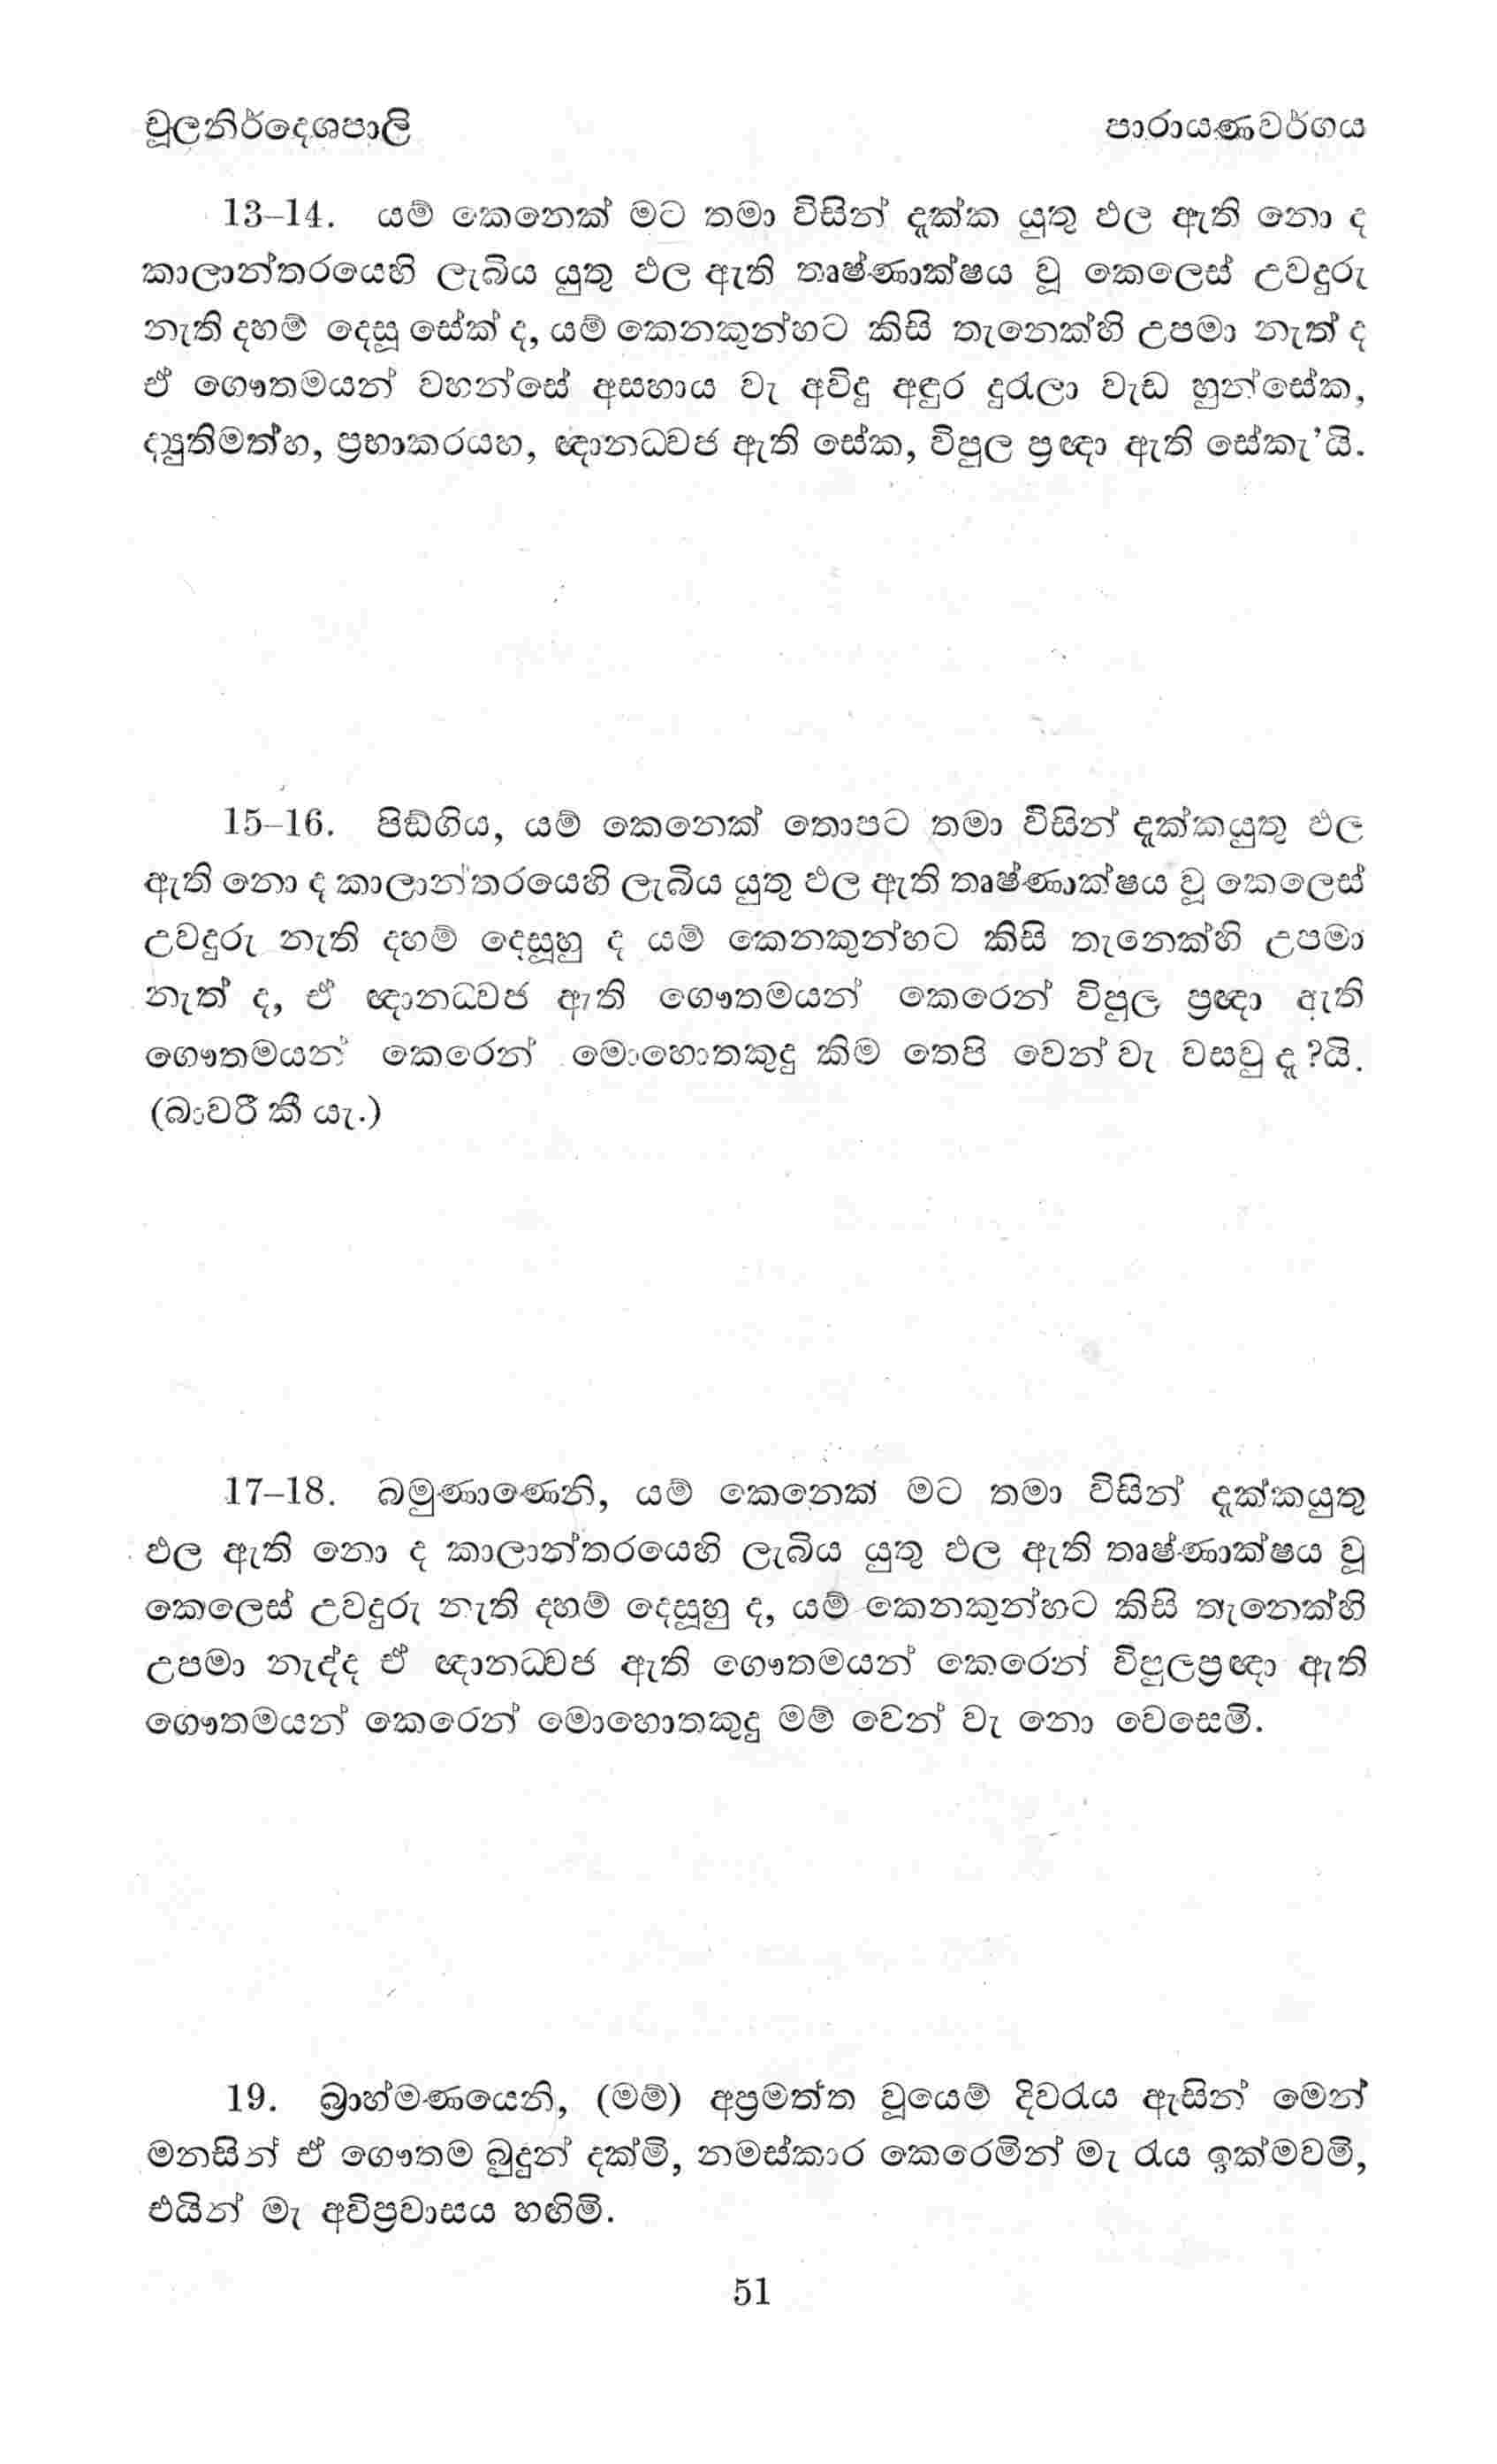 චූලනිර්දෙශපාලි
පාරායණවර්ගය
13–14. යම් කෙනෙක් මට තමා විසින් දැක්ක යුතු ඵල ඇති නො ද
කාලාන්තරයෙහි ලැබිය යුතු ඵල ඇති තෘෂ්ණාක්ෂය වූ කෙලෙස් උවදුරු
නැති දහම් දෙසූ සේක් ද, යම් කෙනකුන්හට කිසි තැනෙක්හි උපමා නැත් ද
ඒ ගෞතමයන් වහන්සේ අසහාය වැ අවිදු අඳුර දුරැලා වැඩ හුන්සේක,
ද්‍යුතිමත්හ, ප්‍රභාකරයහ, ඥානධ්වජ ඇති සේක, විපුල ප්‍රඥා ඇති සේකැ’යි.
15–16. පිඞ්ගිය, යම් කෙනෙක් තොපට තමා විසින් දැක්කයුතු ඵල
ඇති නො ද කාලාන්තරයෙහි ලැබිය යුතු ඵල ඇති තෘෂ්ණාක්ෂය වූ කෙලෙස්
උවදුරු නැති දහම් දෙසූහු ද යම් කෙනකුන්හට කිසි තැනෙක්හි උපමා
නැත් ද, ඒ ඥානධ්වජ ඇති ගෞතමයන් කෙරෙන් විපුල ප්‍රඥා ඇති
ගෞතමයන් කෙරෙන් මොහොතකුදු කිම තෙපි වෙන් වැ වසවු දැ?යි.
(බාවරී කී යැ.)
17–18. බමුණාණෙනි, යම් කෙනෙක් මට තමා විසින් දැක්කයුතු
ඵල ඇති නො ද කාලාන්තරයෙහි ලැබිය යුතු ඵල ඇති තෘෂ්ණාක්ෂය වූ
කෙලෙස් උවදුරු නැති දහම් දෙසූහු ද, යම් කෙනකුන්හට කිසි තැනෙක්හි
උපමා නැද්ද ඒ ඥානධ්වජ ඇති ගෞතමයන් කෙරෙන් විපුලප්‍රඥා ඇති
ගෞතමයන් කෙරෙන් මොහොතකුදු මම් වෙන් වැ නො වෙසෙමි.
19. බ්‍රාහ්මණයෙනි, (මම්) අප්‍රමත්ත වූයෙම් දිවරැය ඇසින් මෙන්
මනසින් ඒ ගෞතම බුදුන් දක්මි, නමස්කාර කෙරෙමින් මැ රැය ඉක්මවමි,
එයින් මැ අවිප්‍රවාසය හඟිමි.
51